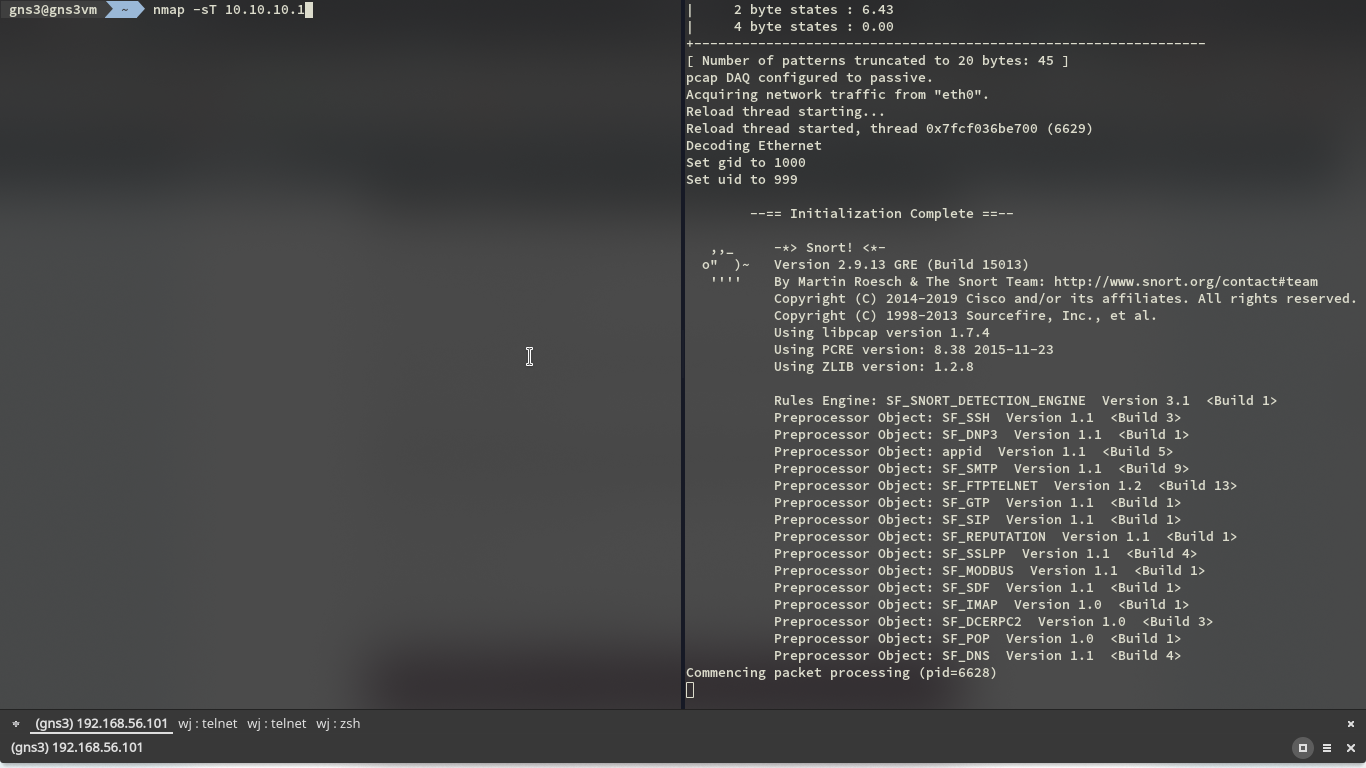 gns3@gns3vm ~ nmap -sT 10.10.10.1
|     2 byte states : 6.43
|     4 byte states : 0.00
+----------------------------------------------------------------
[ Number of patterns truncated to 20 bytes: 45 ]
pcap DAQ configured to passive.
Acquiring network traffic from "eth0".
Reload thread starting...
Reload thread started, thread 0x7fcf036be700 (6629)
Decoding Ethernet
Set gid to 1000
Set uid to 999
--== Initialization Complete ==--
,,_     -*> Snort! <*-
o"  )~   Version 2.9.13 GRE (Build 15013)
''''    By Martin Roesch & The Snort Team: http://www.snort.org/contact#team
Copyright (C) 2014-2019 Cisco and/or its affiliates. All rights reserved.
Copyright (C) 1998-2013 Sourcefire, Inc., et al.
Using libpcap version 1.7.4
Using PCRE version: 8.38 2015-11-23
Using ZLIB version: 1.2.8
Rules Engine: SF_SNORT_DETECTION_ENGINE  Version 3.1  <Build 1>
Preprocessor Object: SF_SSH  Version 1.1  <Build 3>
Preprocessor Object: SF_DNP3  Version 1.1  <Build 1>
Preprocessor Object: appid  Version 1.1  <Build 5>
Preprocessor Object: SF_SMTP  Version 1.1  <Build 9>
Preprocessor Object: SF_FTPTELNET  Version 1.2  <Build 13>
Preprocessor Object: SF_GTP  Version 1.1  <Build 1>
Preprocessor Object: SF_SIP  Version 1.1  <Build 1>
Preprocessor Object: SF_REPUTATION  Version 1.1  <Build 1>
Preprocessor Object: SF_SSLPP  Version 1.1  <Build 4>
Preprocessor Object: SF_MODBUS  Version 1.1  <Build 1>
Preprocessor Object: SF_SDF  Version 1.1  <Build 1>
Preprocessor Object: SF_IMAP  Version 1.0  <Build 1>
Preprocessor Object: SF_DCERPC2  Version 1.0  <Build 3>
Preprocessor Object: SF_POP  Version 1.0  <Build 1>
Preprocessor Object: SF_DNS  Version 1.1  <Build 4>
Commencing packet processing (pid=6628)
(gns3) 192.168.56.101  wj : telnet  wj : telnet  wj : zsh
(gns3) 192.168.56.101